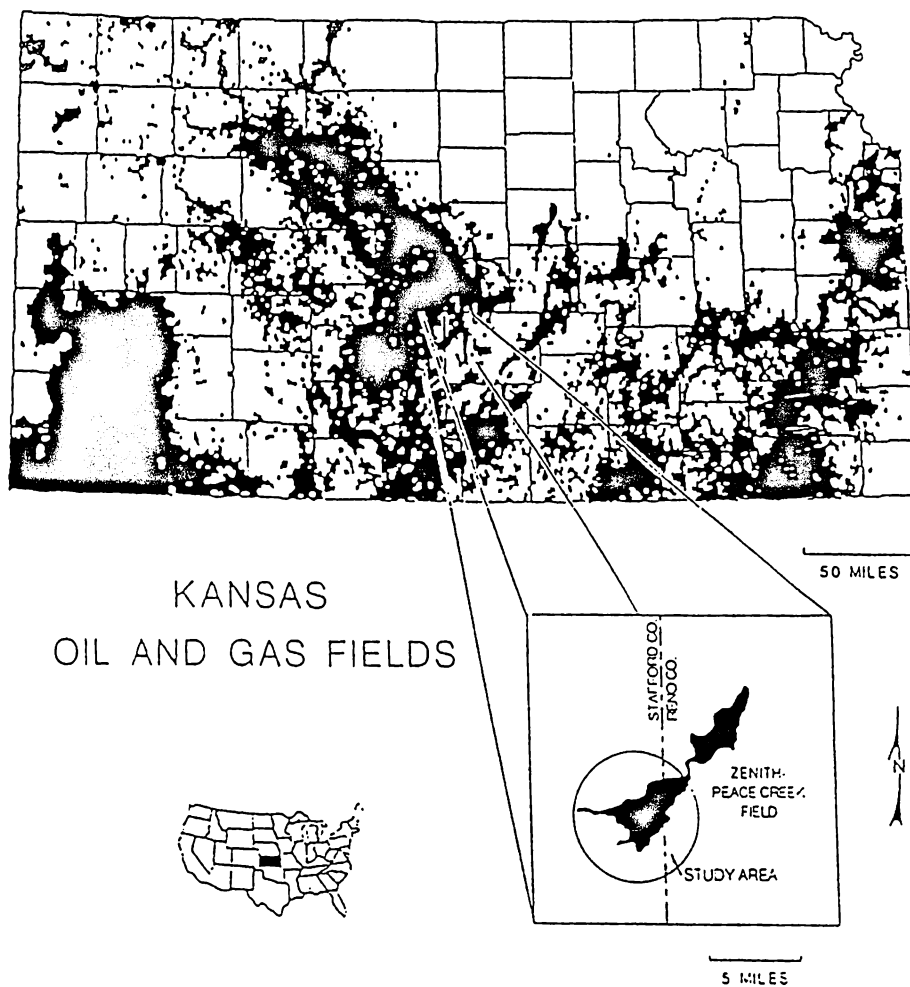 50 MILES
KANSAS
OIL AND GAS FIELDS
STAFFORD CO.
RENO CO.
N
ZENITH-
PEACE CREEK
FIELD
STUDY AREA
5 MILES